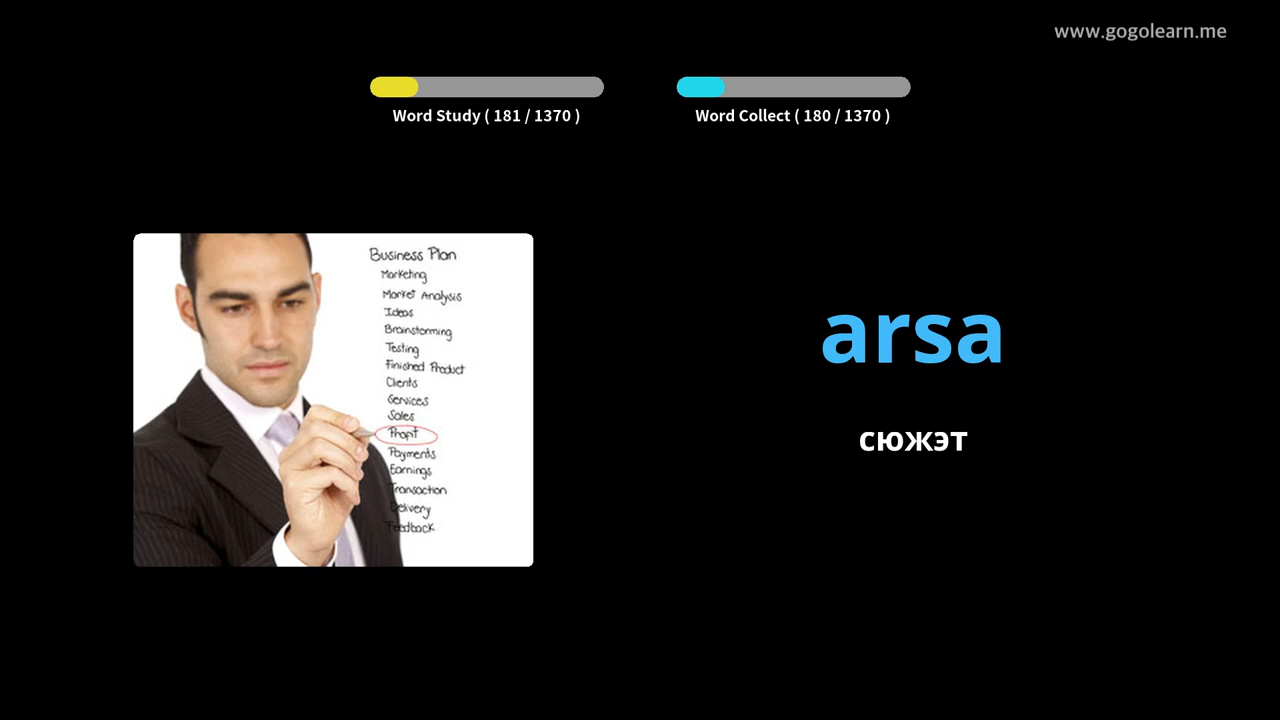 www.gogolearn.me
Word Study ( 181 / 1370 )
Word Collect ( 180 / 1370 )
Business Plan
Marketing
Market Analysis
Ideas
Brainstorming
Testing
Finished Product
Clients
Services
Sales
Profit
Payments
Earnings
Transaction
Delivery
Feedback
arsa
сюжэт